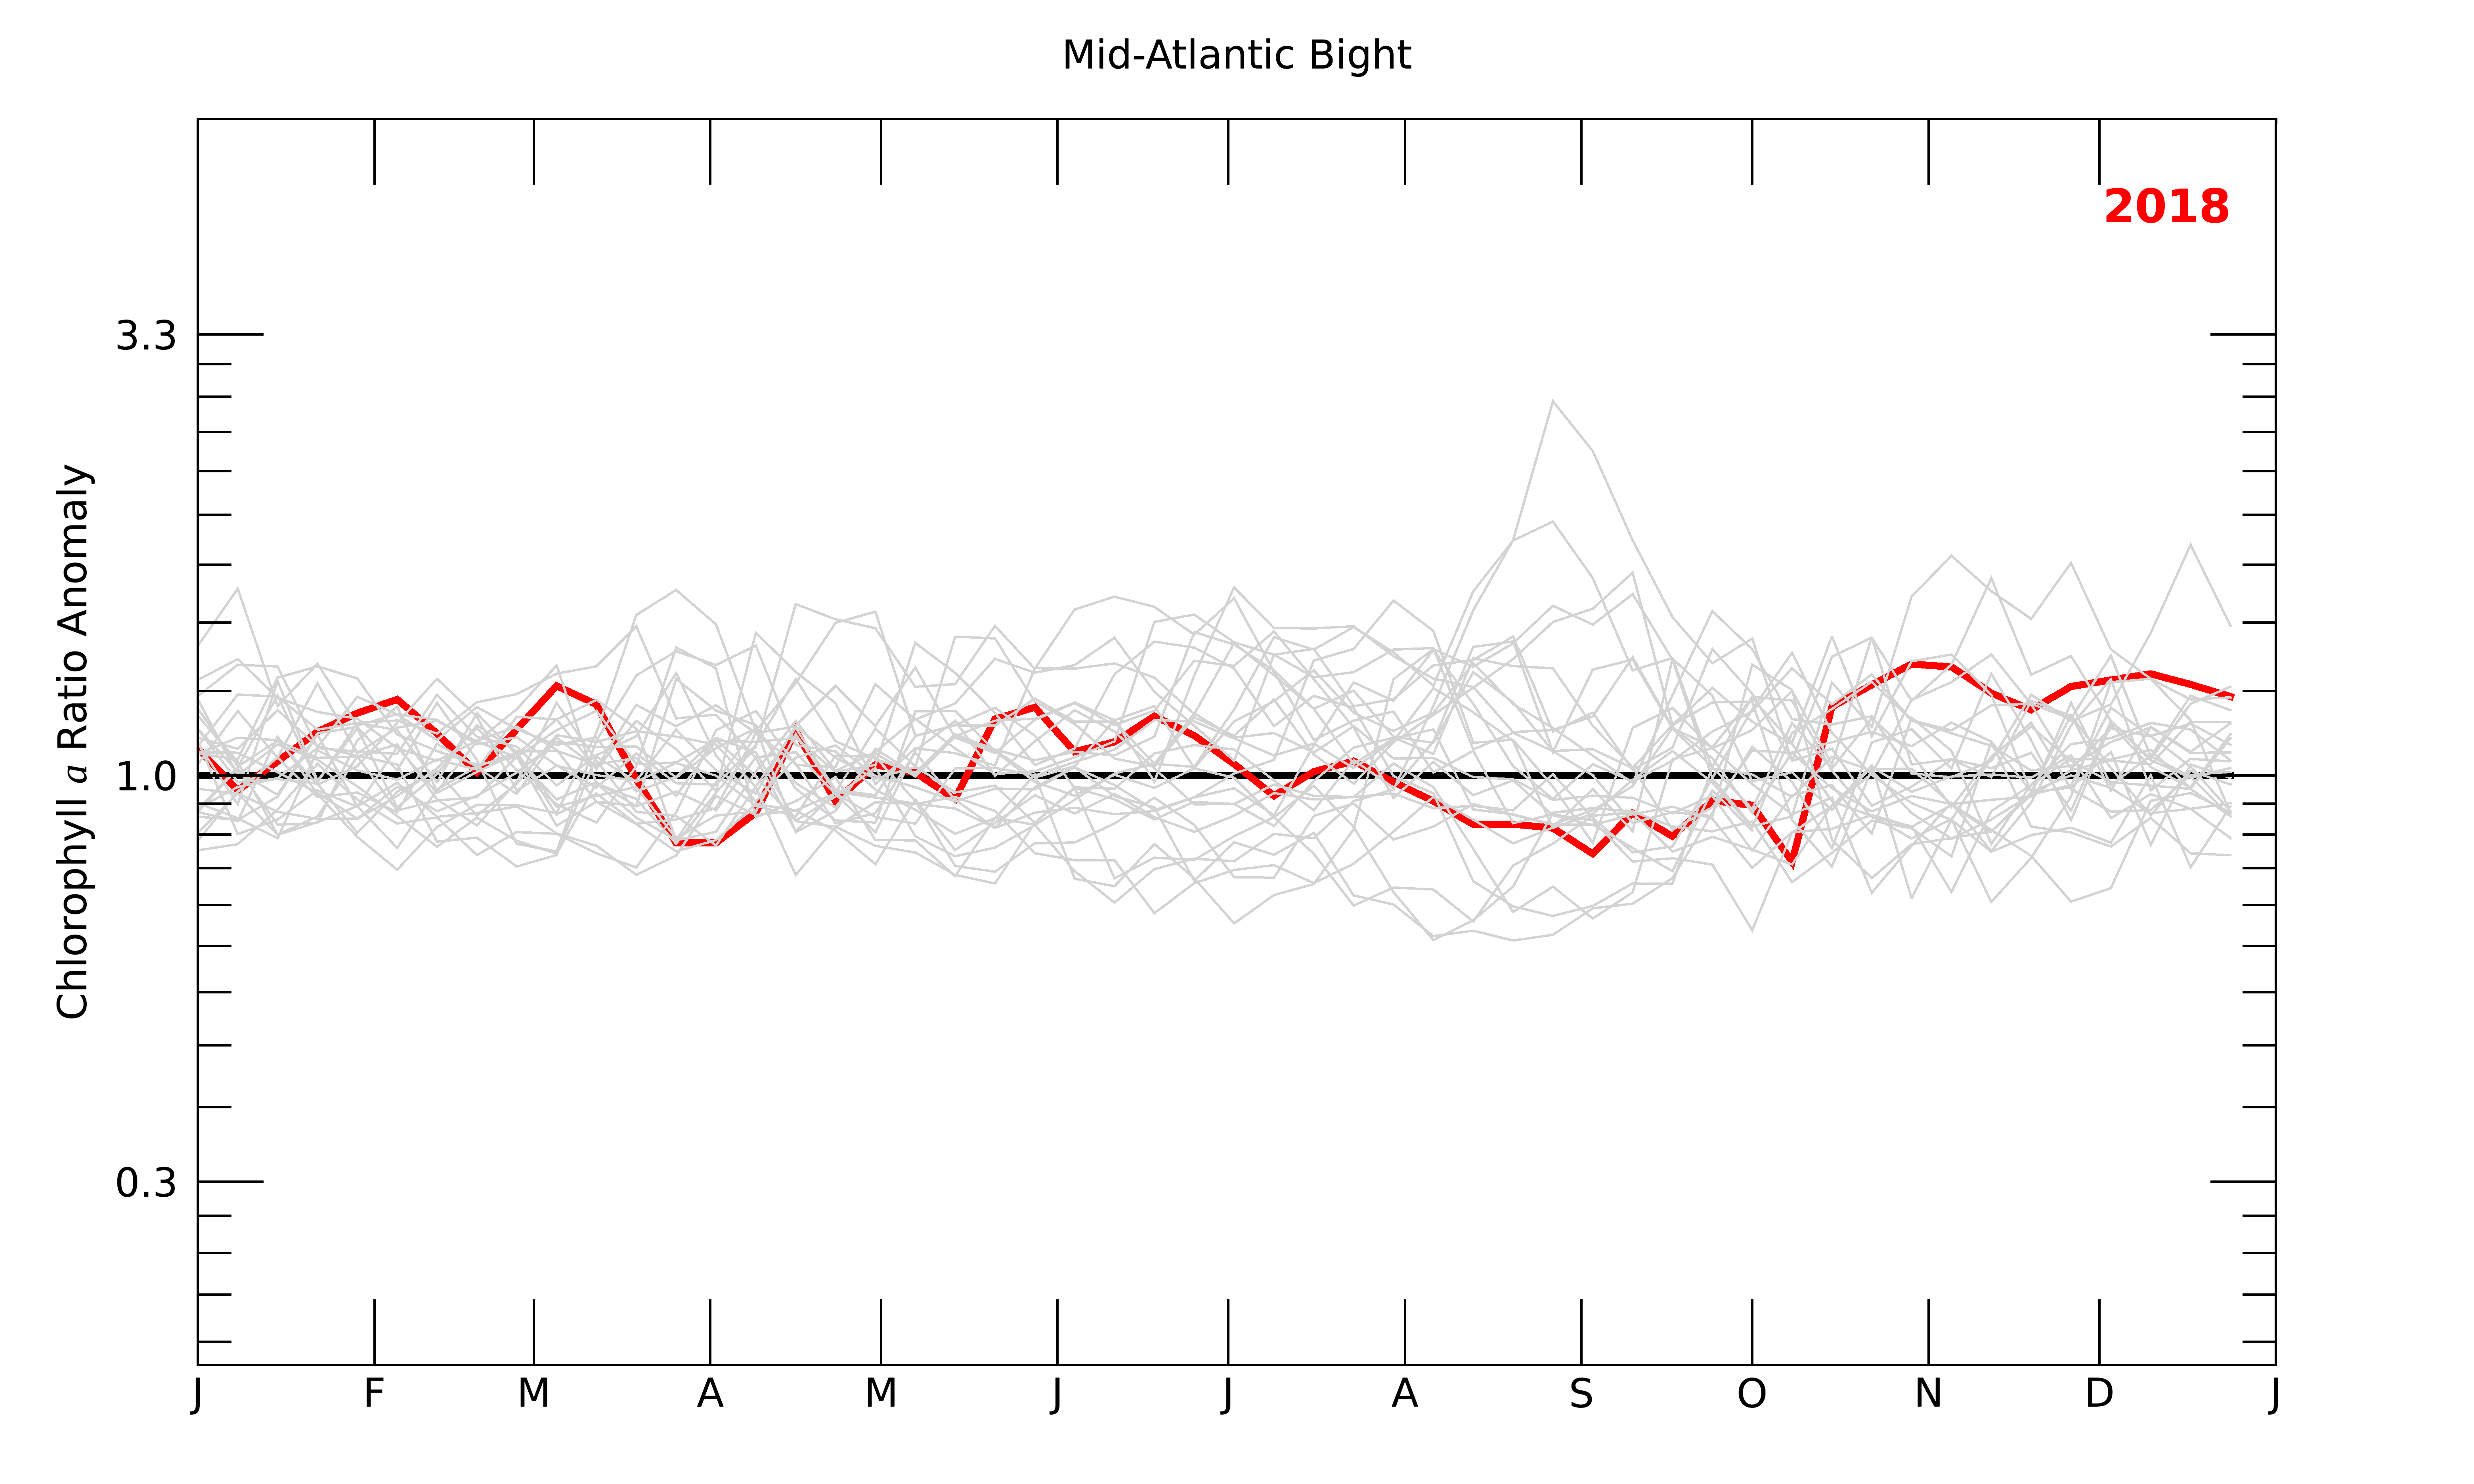 Mid-Atlantic Bight
2018
Chlorophyll a Ratio Anomaly
3.3
1.0
0.3
J F M A M J J A S O N D J